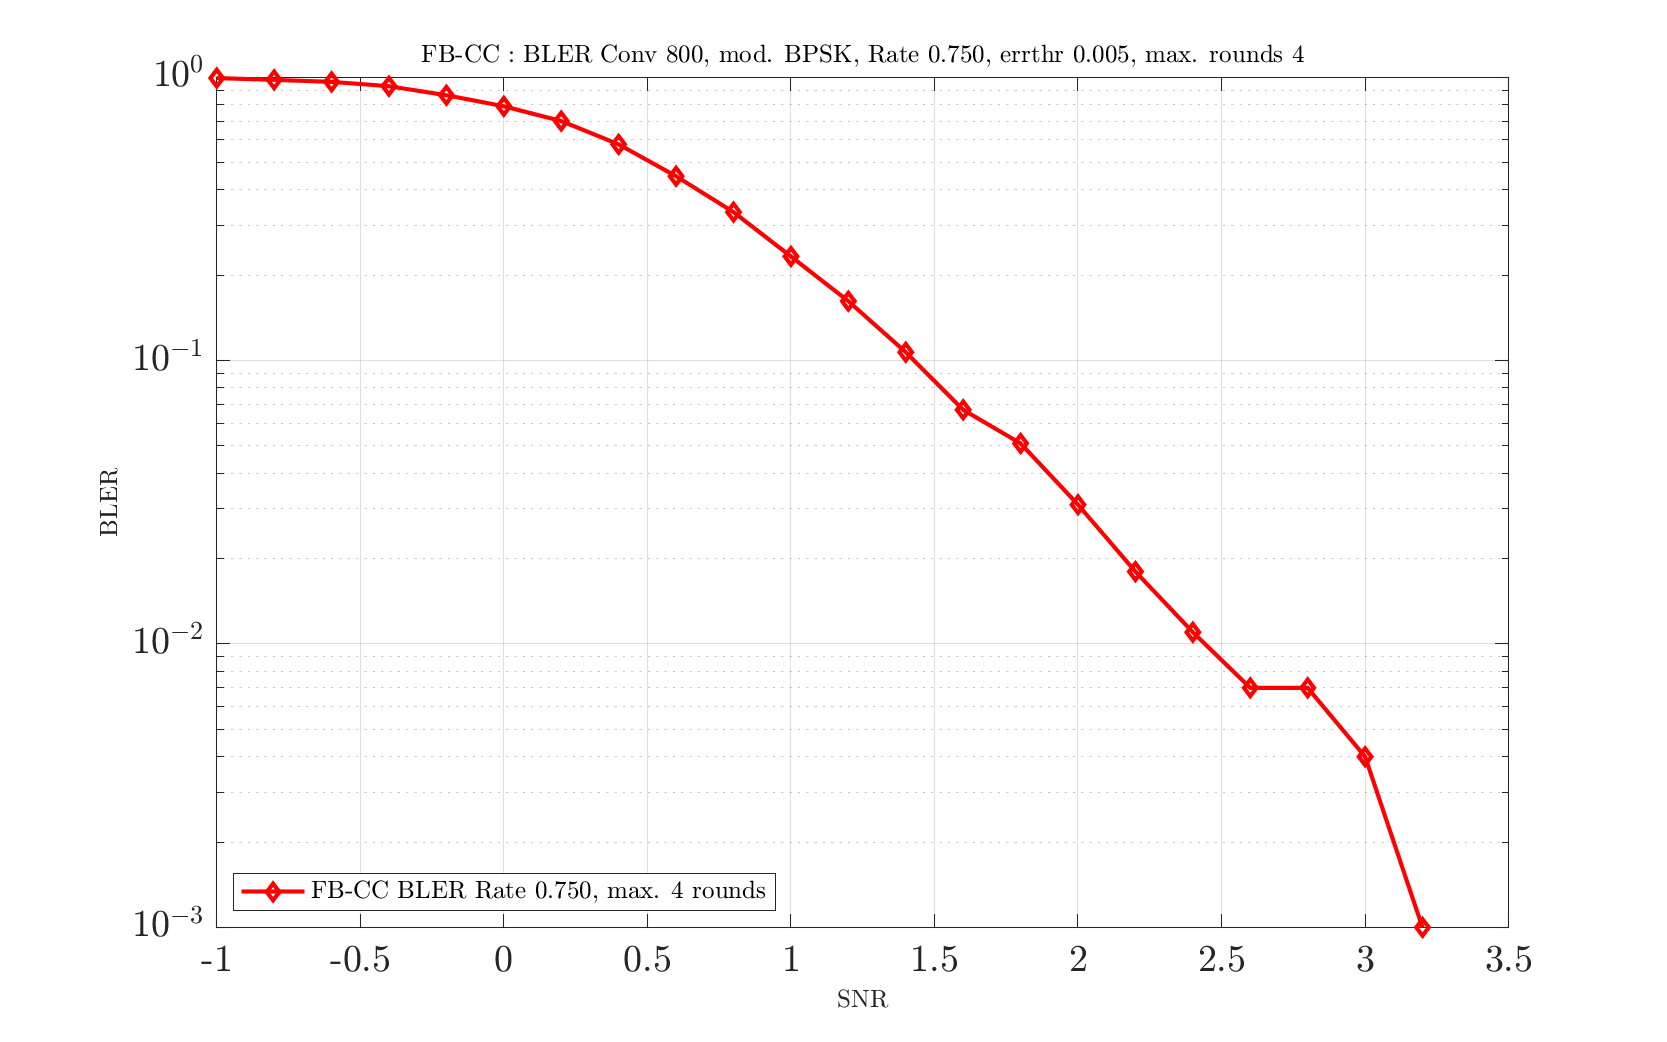 FB-CC : BLER Conv 800, mod. BPSK, Rate 0.750, errthr 0.005, max. rounds 4
10^0
10^-1
10^-2
10^-3
BLER
FB-CC BLER Rate 0.750, max. 4 rounds
-1 -0.5 0 0.5 1 1.5 2 2.5 3 3.5
SNR